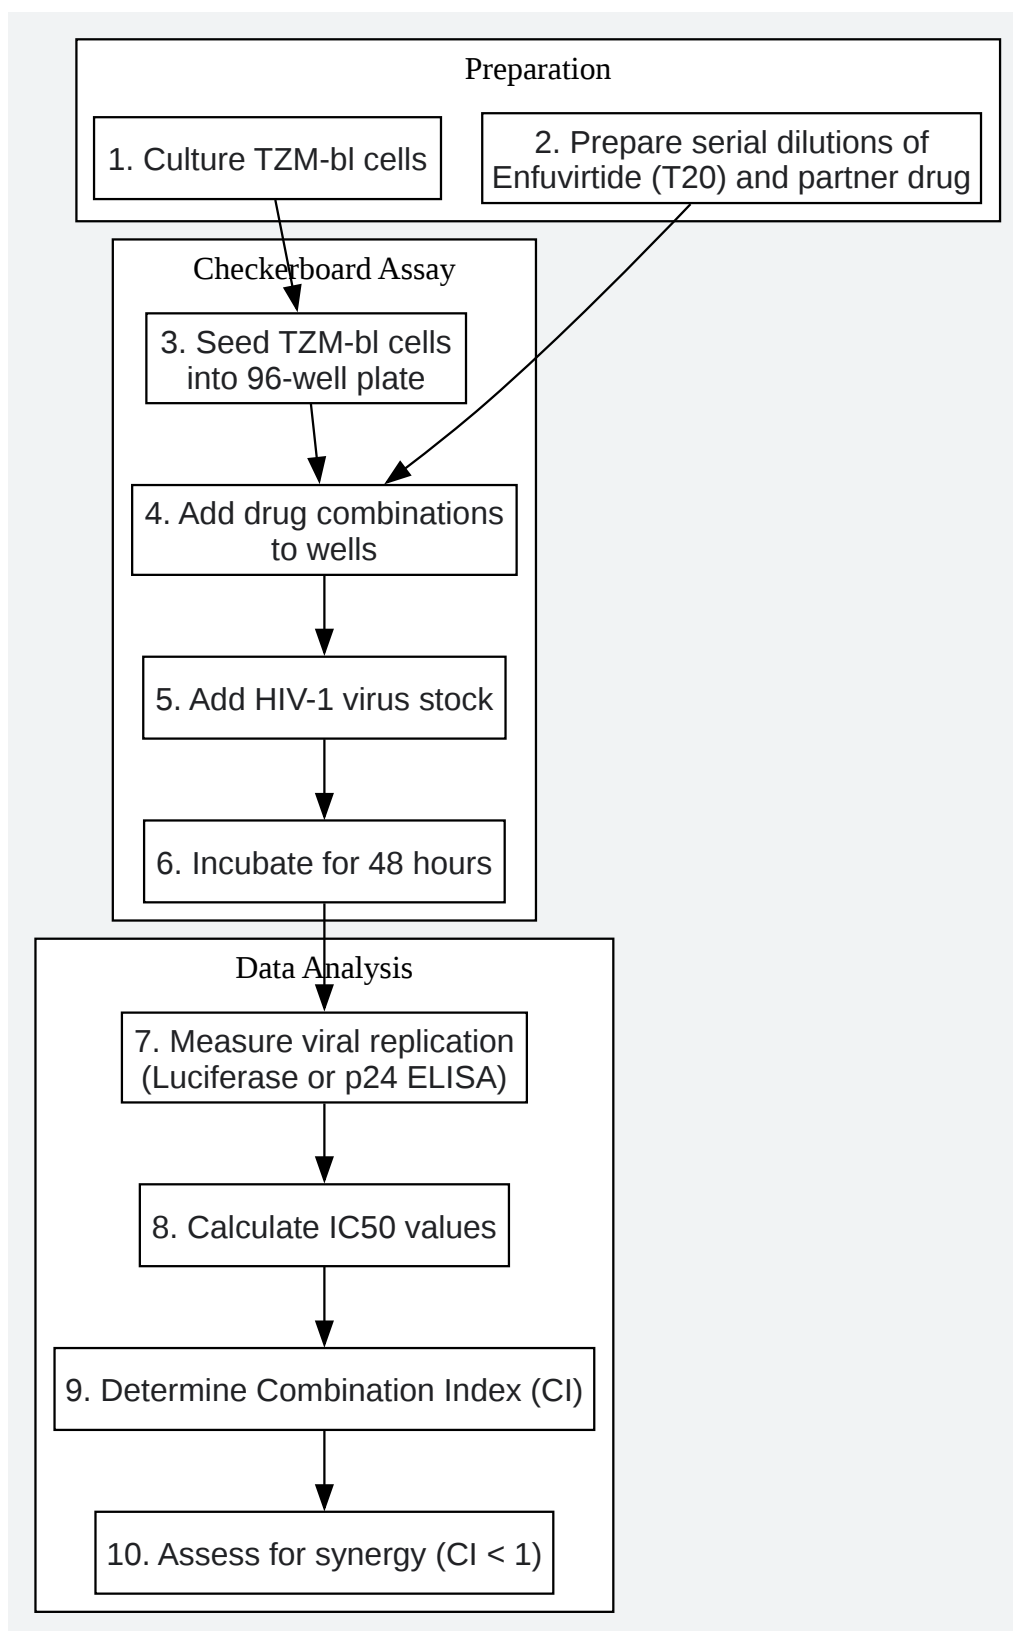 Preparation
1. Culture TZM-bl cells
2. Prepare serial dilutions of
Enfuvirtide (T20) and partner drug
Checkerboard Assay
3. Seed TZM-bl cells
into 96-well plate
4. Add drug combinations
to wells
5. Add HIV-1 virus stock
6. Incubate for 48 hours
Data Analysis
7. Measure viral replication
(Luciferase or p24 ELISA)
8. Calculate IC50 values
9. Determine Combination Index (CI)
10. Assess for synergy (CI < 1)